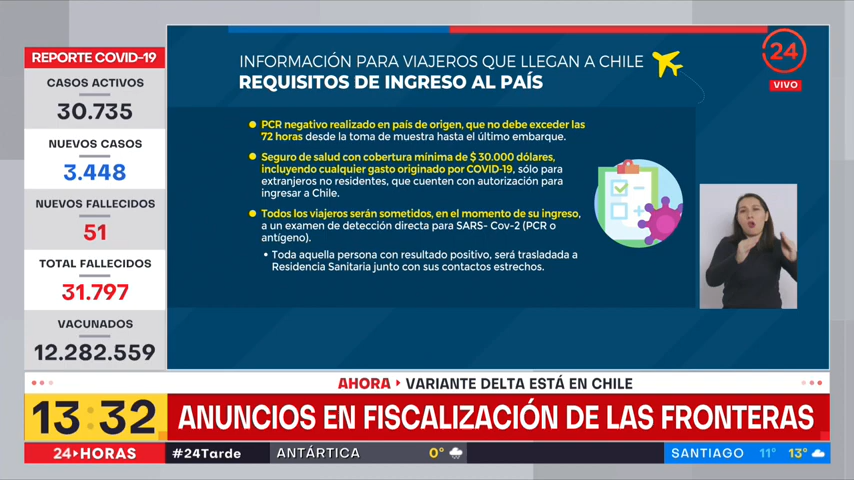 REPORTE COVID-19
CASOS ACTIVOS
30.735
NUEVOS CASOS
3.448
NUEVOS FALLECIDOS
51
TOTAL FALLECIDOS
31.797
VACUNADOS
12.282.559
INFORMACIÓN PARA VIAJEROS QUE LLEGAN A CHILE
REQUISITOS DE INGRESO AL PAÍS
PCR negativo realizado en país de origen, que no debe exceder las
72 horas desde la toma de muestra hasta el último embarque.
Seguro de salud con cobertura mínima de $ 30.000 dólares,
incluyendo cualquier gasto originado por COVID-19, sólo para
extranjeros no residentes, que cuenten con autorización para
ingresar a Chile.
Todos los viajeros serán sometidos, en el momento de su ingreso,
a un examen de detección directa para SARS- Cov-2 (PCR o
antígeno).
Toda aquella persona con resultado positivo, será trasladada a
Residencia Sanitaria junto con sus contactos estrechos.
24
VIVO
AHORA VARIANTE DELTA ESTÁ EN CHILE
13:32
ANUNCIOS EN FISCALIZACIÓN DE LAS FRONTERAS
24 HORAS
#24Tarde
ANTÁRTICA 0°
SANTIAGO 11° 13°